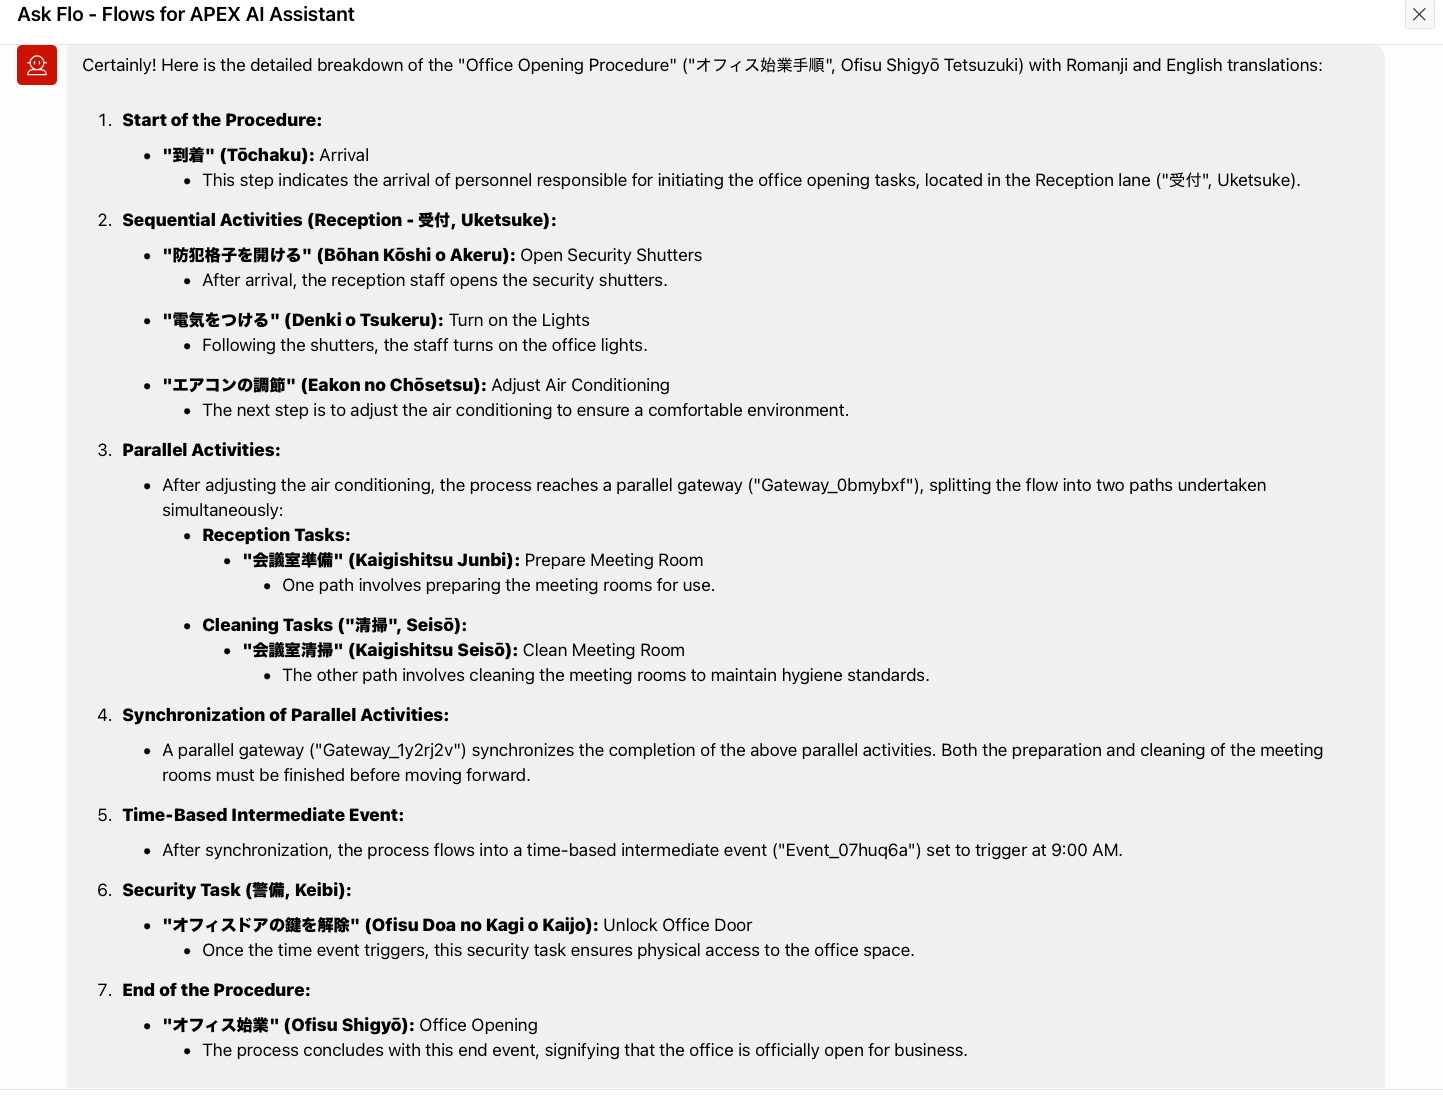 Ask Flo - Flows for APEX AI Assistant
Certainly! Here is the detailed breakdown of the "Office Opening Procedure" ("オフィス始業手順", Ofisu Shigyō Tetsuzuki) with Romanji and English translations:
1. Start of the Procedure:
• "到着" (Tōchaku): Arrival
• This step indicates the arrival of personnel responsible for initiating the office opening tasks, located in the Reception lane ("受付", Uketsuke).
2. Sequential Activities (Reception - 受付, Uketsuke):
• "防犯格子を開ける" (Bōhan Kōshi o Akeru): Open Security Shutters
• After arrival, the reception staff opens the security shutters.
• "電気をつける" (Denki o Tsukeru): Turn on the Lights
• Following the shutters, the staff turns on the office lights.
• "エアコンの調節" (Eakon no Chōsetsu): Adjust Air Conditioning
• The next step is to adjust the air conditioning to ensure a comfortable environment.
3. Parallel Activities:
• After adjusting the air conditioning, the process reaches a parallel gateway ("Gateway_0bmybxf"), splitting the flow into two paths undertaken
simultaneously:
• Reception Tasks:
• "会議室準備" (Kaigishitsu Junbi): Prepare Meeting Room
• One path involves preparing the meeting rooms for use.
• Cleaning Tasks ("清掃", Seisō):
• "会議室清掃" (Kaigishitsu Seisō): Clean Meeting Room
• The other path involves cleaning the meeting rooms to maintain hygiene standards.
4. Synchronization of Parallel Activities:
• A parallel gateway ("Gateway_1y2rj2v") synchronizes the completion of the above parallel activities. Both the preparation and cleaning of the meeting
rooms must be finished before moving forward.
5. Time-Based Intermediate Event:
• After synchronization, the process flows into a time-based intermediate event ("Event_07huq6a") set to trigger at 9:00 AM.
6. Security Task (警備, Keibi):
• "オフィスドアの鍵を解除" (Ofisu Doa no Kagi o Kaijo): Unlock Office Door
• Once the time event triggers, this security task ensures physical access to the office space.
7. End of the Procedure:
• "オフィス始業" (Ofisu Shigyō): Office Opening
• The process concludes with this end event, signifying that the office is officially open for business.